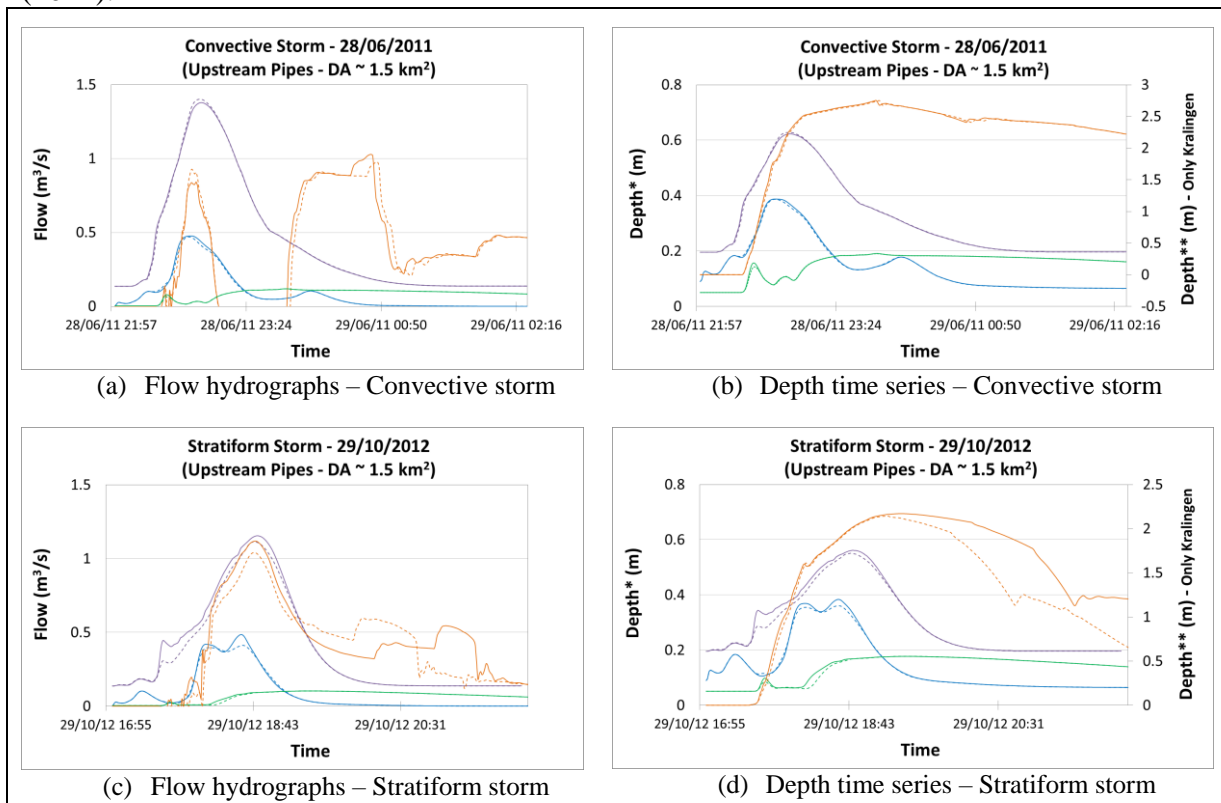 Convective Storm - 28/06/2011
(Upstream Pipes - DA ~ 1.5 km²)
1.5
1
0.5
0
Flow (m³/s)
28/06/11 21:57
28/06/11 23:24
29/06/11 00:50
29/06/11 02:16
Time
(a) Flow hydrographs – Convective storm
Convective Storm - 28/06/2011
(Upstream Pipes - DA ~ 1.5 km²)
0.8
0.6
0.4
0.2
0
Depth* (m)
3
2.5
2
1.5
1
0.5
0
-0.5
Depth** (m) - Only Kralingen
28/06/11 21:57
28/06/11 23:24
29/06/11 00:50
29/06/11 02:16
Time
(b) Depth time series – Convective storm
Stratiform Storm - 29/10/2012
(Upstream Pipes - DA ~ 1.5 km²)
1.5
1
0.5
0
Flow (m³/s)
29/10/12 16:55
29/10/12 18:43
29/10/12 20:31
Time
(c) Flow hydrographs – Stratiform storm
Stratiform Storm - 29/10/2012
(Upstream Pipes - DA ~ 1.5 km²)
0.8
0.6
0.4
0.2
0
Depth* (m)
2.5
2
1.5
1
0.5
0
Depth** (m) - Only Kralingen
29/10/12 16:55
29/10/12 18:43
29/10/12 20:31
Time
(d) Depth time series – Stratiform storm